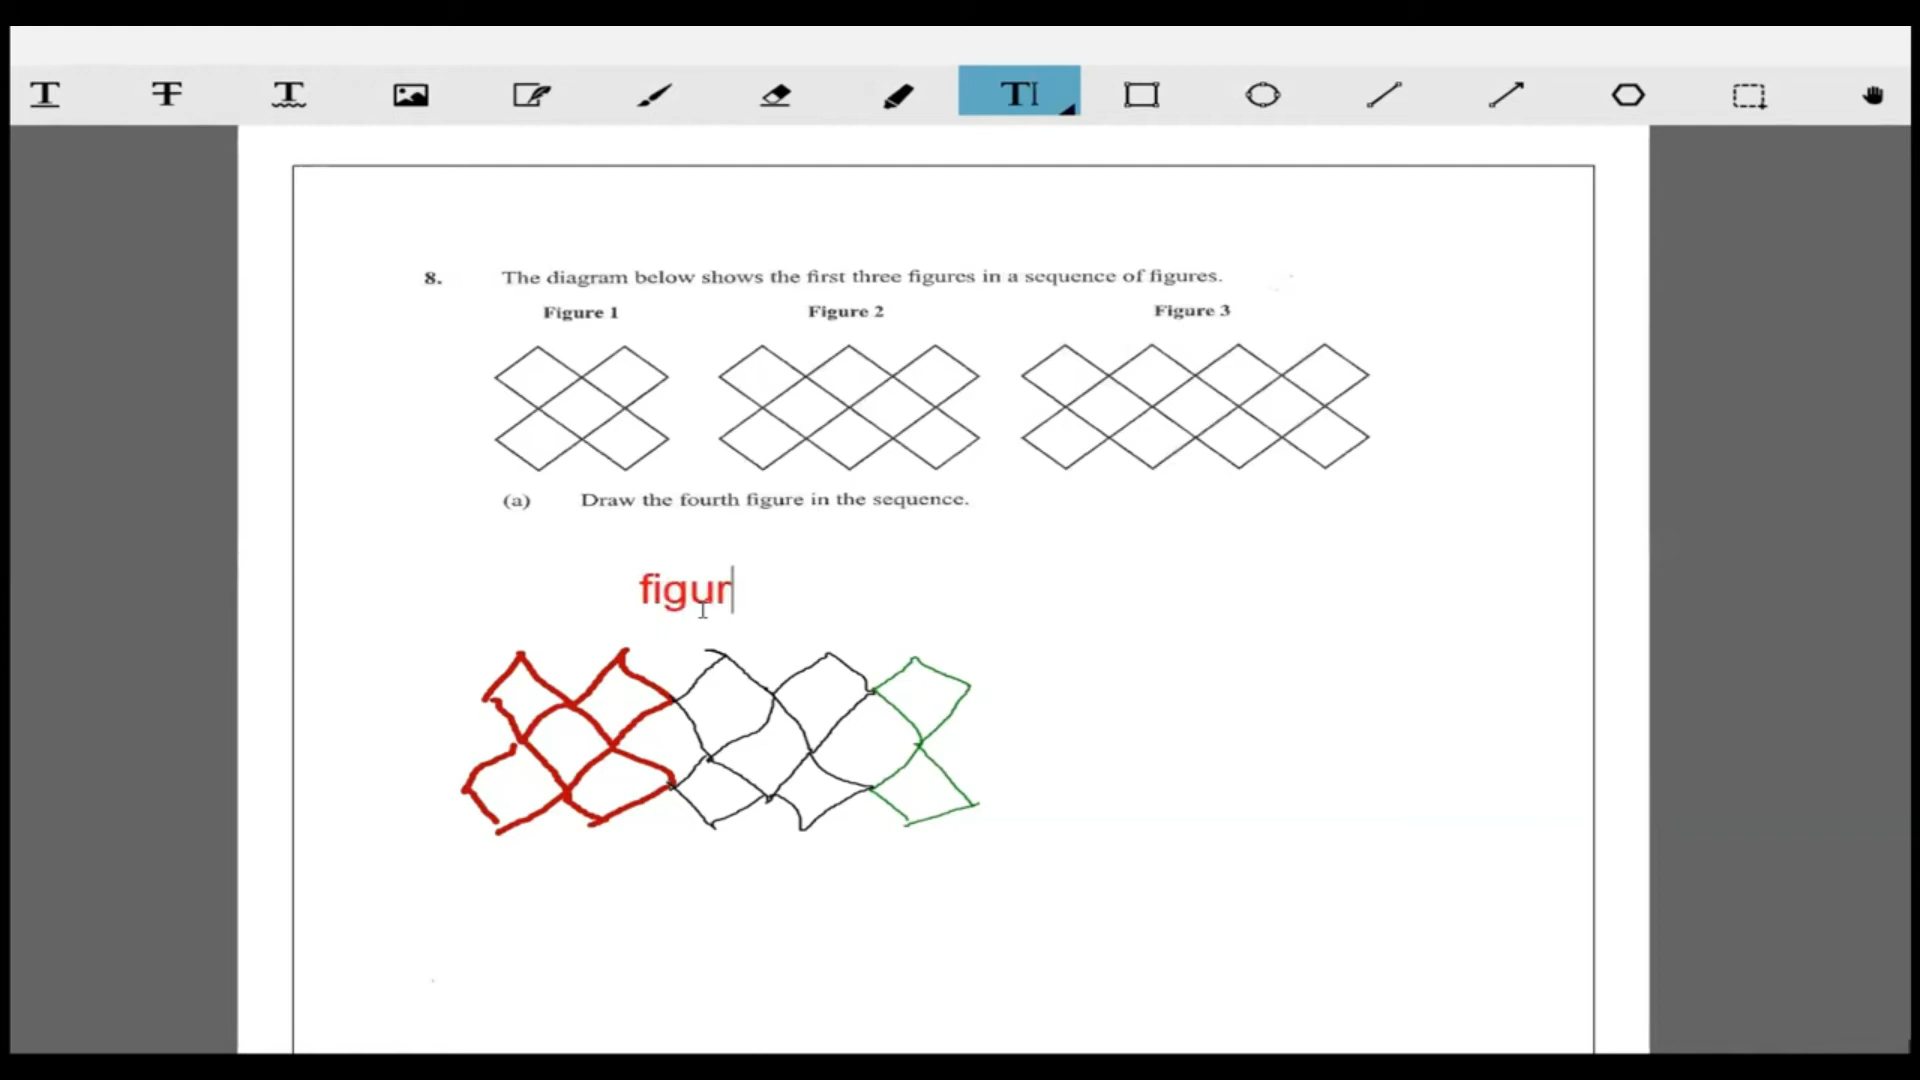 8. The diagram below shows the first three figures in a sequence of figures.
Figure 1 Figure 2 Figure 3
(a) Draw the fourth figure in the sequence.
figur